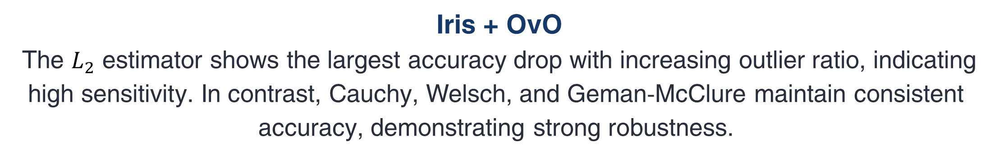 Iris + OvO
The L₂ estimator shows the largest accuracy drop with increasing outlier ratio, indicating
high sensitivity. In contrast, Cauchy, Welsch, and Geman-McClure maintain consistent
accuracy, demonstrating strong robustness.